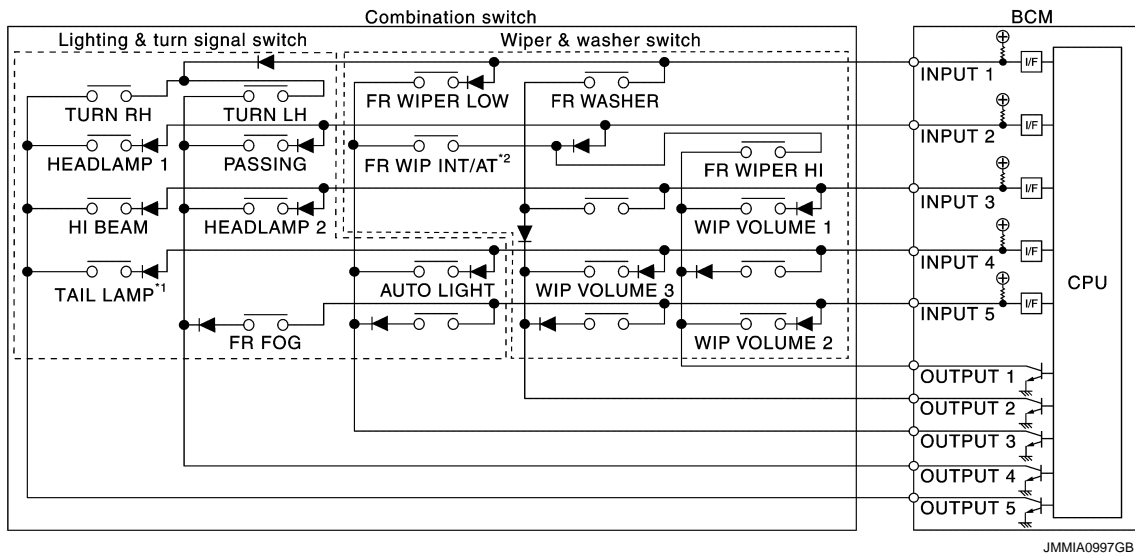 Combination switch
BCM
Lighting & turn signal switch
Wiper & washer switch
INPUT 1
I/F
TURN RH
TURN LH
FR WIPER LOW
FR WASHER
INPUT 2
I/F
HEADLAMP 1
PASSING
FR WIP INT/AT*2
FR WIPER HI
INPUT 3
I/F
HI BEAM
HEADLAMP 2
WIP VOLUME 1
INPUT 4
I/F
TAIL LAMP*1
AUTO LIGHT
WIP VOLUME 3
CPU
INPUT 5
I/F
FR FOG
WIP VOLUME 2
OUTPUT 1
OUTPUT 2
OUTPUT 3
OUTPUT 4
OUTPUT 5
JMMIA0997GB